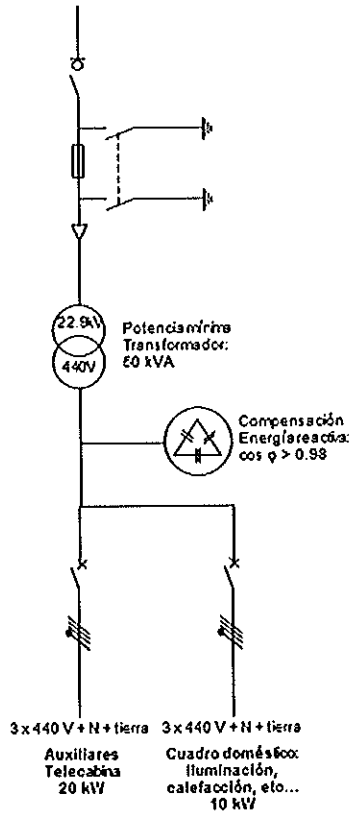 22.9kV
440V
Potencia mínima
Transformador:
60 kVA
Compensación
Energía reactiva:
cos φ > 0.98
3 x 440 V + N + tierra
3 x 440 V + N + tierra
Auxiliares
Telecabina
20 kW
Cuadro doméstico:
Iluminación,
calefacción, etc...
10 kW